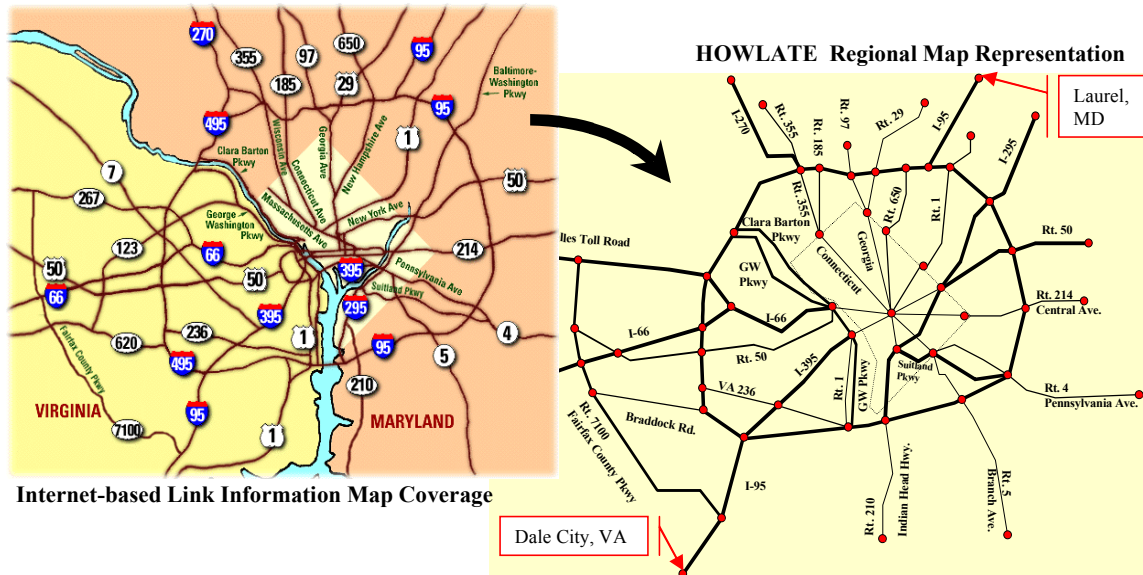 HOWLATE Regional Map Representation
270
355
185
97
650
29
95
Baltimore-
Washington
Pkwy
95
495
Wisconsin Ave
Connecticut Ave
Georgia Ave
New Hampshire Ave
1
Clara Barton
Pkwy
7
50
267
Massachusetts Ave
New York Ave
George
Washington
Pkwy
123
66
214
50
66
50
395
Pennsylvania Ave
Suitland Pkwy
295
395
236
1
620
4
495
95
5
Fairfax County Pkwy
210
VIRGINIA
MARYLAND
95
7100
1
Internet-based Link Information Map Coverage
Laurel,
MD
I-270
Rt. 355
Rt. 185
Rt. 97
Rt. 29
I-95
I-295
Rt. 355
Rt. 650
Rt. 1
Clara Barton
Pkwy
Rt. 50
lles Toll Road
Connecticut
Georgia
GW
Pkwy
Rt. 214
Central Ave.
I-66
I-66
Rt. 50
I-395
Suitland
Pkwy
Rt. 1
GW Pkwy
VA 236
Rt. 4
Pennsylvania Ave.
Braddock Rd.
Rt. 7100
Fairfax County Pkwy
I-95
Rt. 210
Indian Head Hwy.
Rt. 5
Branch Ave.
Dale City, VA